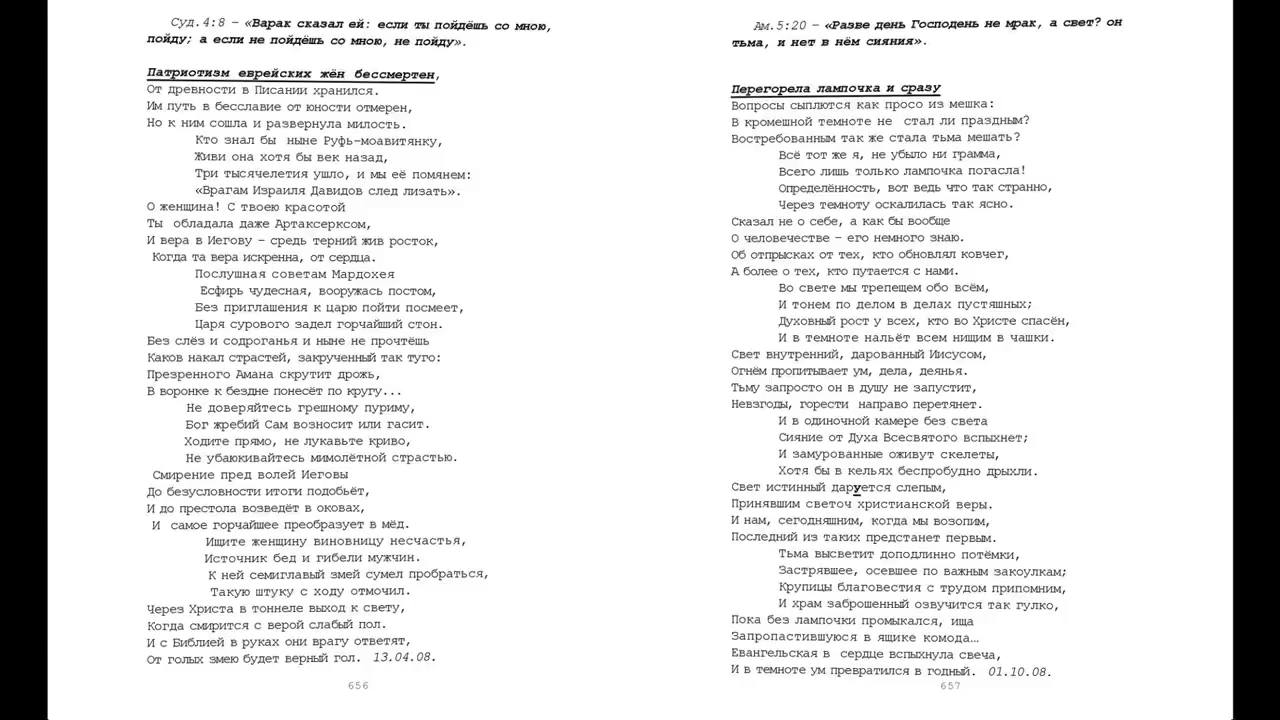 Суд.4:8 – «Варак сказал ей: если ты пойдёшь со мною,
пойду; а если не пойдёшь со мною, не пойду».
Патриотизм еврейских жён бессмертен,
От древности в Писании хранился.
Им путь в бесславие от юности отмерен,
Но к ним сошла и развернула милость.
Кто знал бы ныне Руфь-моавитянку,
Живи она хотя бы век назад,
Три тысячелетия ушло, и мы её помянем:
«Врагам Израиля Давидов след лизать».
О женщина! С твоею красотой
Ты обладала даже Артаксерксом,
И вера в Иегову – средь терний жив росток,
Когда та вера искренна, от сердца.
Послушная советам Мардохея
Есфирь чудесная, вооружась постом,
Без приглашения к царю пойти посмеет,
Царя сурового задел горчайший стон.
Без слёз и содроганья и ныне не прочтёшь
Каков накал страстей, закрученный так туго:
Презренного Амана скрутит дрожь,
В воронке к бездне понесёт по кругу...
Не доверяйтесь грешному пуриму,
Бог жребий Сам возносит или гасит.
Ходите прямо, не лукавьте криво,
Не убаюкивайтесь мимолётной страстью.
Смирение пред волей Иеговы
До безусловности итоги подобьёт,
И до престола возведёт в оковах,
И самое горчайшее преобразует в мёд.
Ищите женщину виновницу несчастья,
Источник бед и гибели мужчин.
К ней семиглавый змей сумел пробраться,
Такую штуку с ходу отмочил.
Через Христа в тоннеле выход к свету,
Когда смирится с верой слабый пол.
И с Библией в руках они врагу ответят,
От голых змею будет верный гол. 13.04.08.
656
Ам.5:20 – «Разве день Господень не мрак, а свет? он
тьма, и нет в нём сияния».
Перегорела лампочка и сразу
Вопросы сыплются как просо из мешка:
В кромешной темноте не стал ли праздным?
Востребованным так же стала тьма мешать?
Всё тот же я, не убыло ни грамма,
Всего лишь только лампочка погасла!
Определённость, вот ведь что так странно,
Через темноту оскалилась так ясно.
Сказал не о себе, а как бы вообще
О человечестве – его немного знаю.
Об отпрысках от тех, кто обновлял ковчег,
А более о тех, кто путается с нами.
Во свете мы трепещем обо всём,
И тонем по делом в делах пустяшных;
Духовный рост у всех, кто во Христе спасён,
И в темноте нальёт всем нищим в чашки.
Свет внутренний, дарованный Иисусом,
Огнём пропитывает ум, дела, деянья.
Тьму запросто он в душу не запустит,
Невзгоды, горести направо перетянет.
И в одиночной камере без света
Сияние от Духа Всесвятого вспыхнет;
И замурованные оживут скелеты,
Хотя бы в кельях беспробудно дрыхли.
Свет истинный даруется слепым,
Принявшим светоч христианской веры.
И нам, сегодняшним, когда мы возопим,
Последний из таких предстанет первым.
Тьма высветит доподлинно потёмки,
Застрявшее, осевшее по важным закоулкам;
Крупицы благовестия с трудом припомним,
И храм заброшенный озвучится так гулко,
Пока без лампочки промыкался, ища
Запропастившуюся в ящике комода…
Евангельская в сердце вспыхнула свеча,
И в темноте ум превратился в годный. 01.10.08.
657